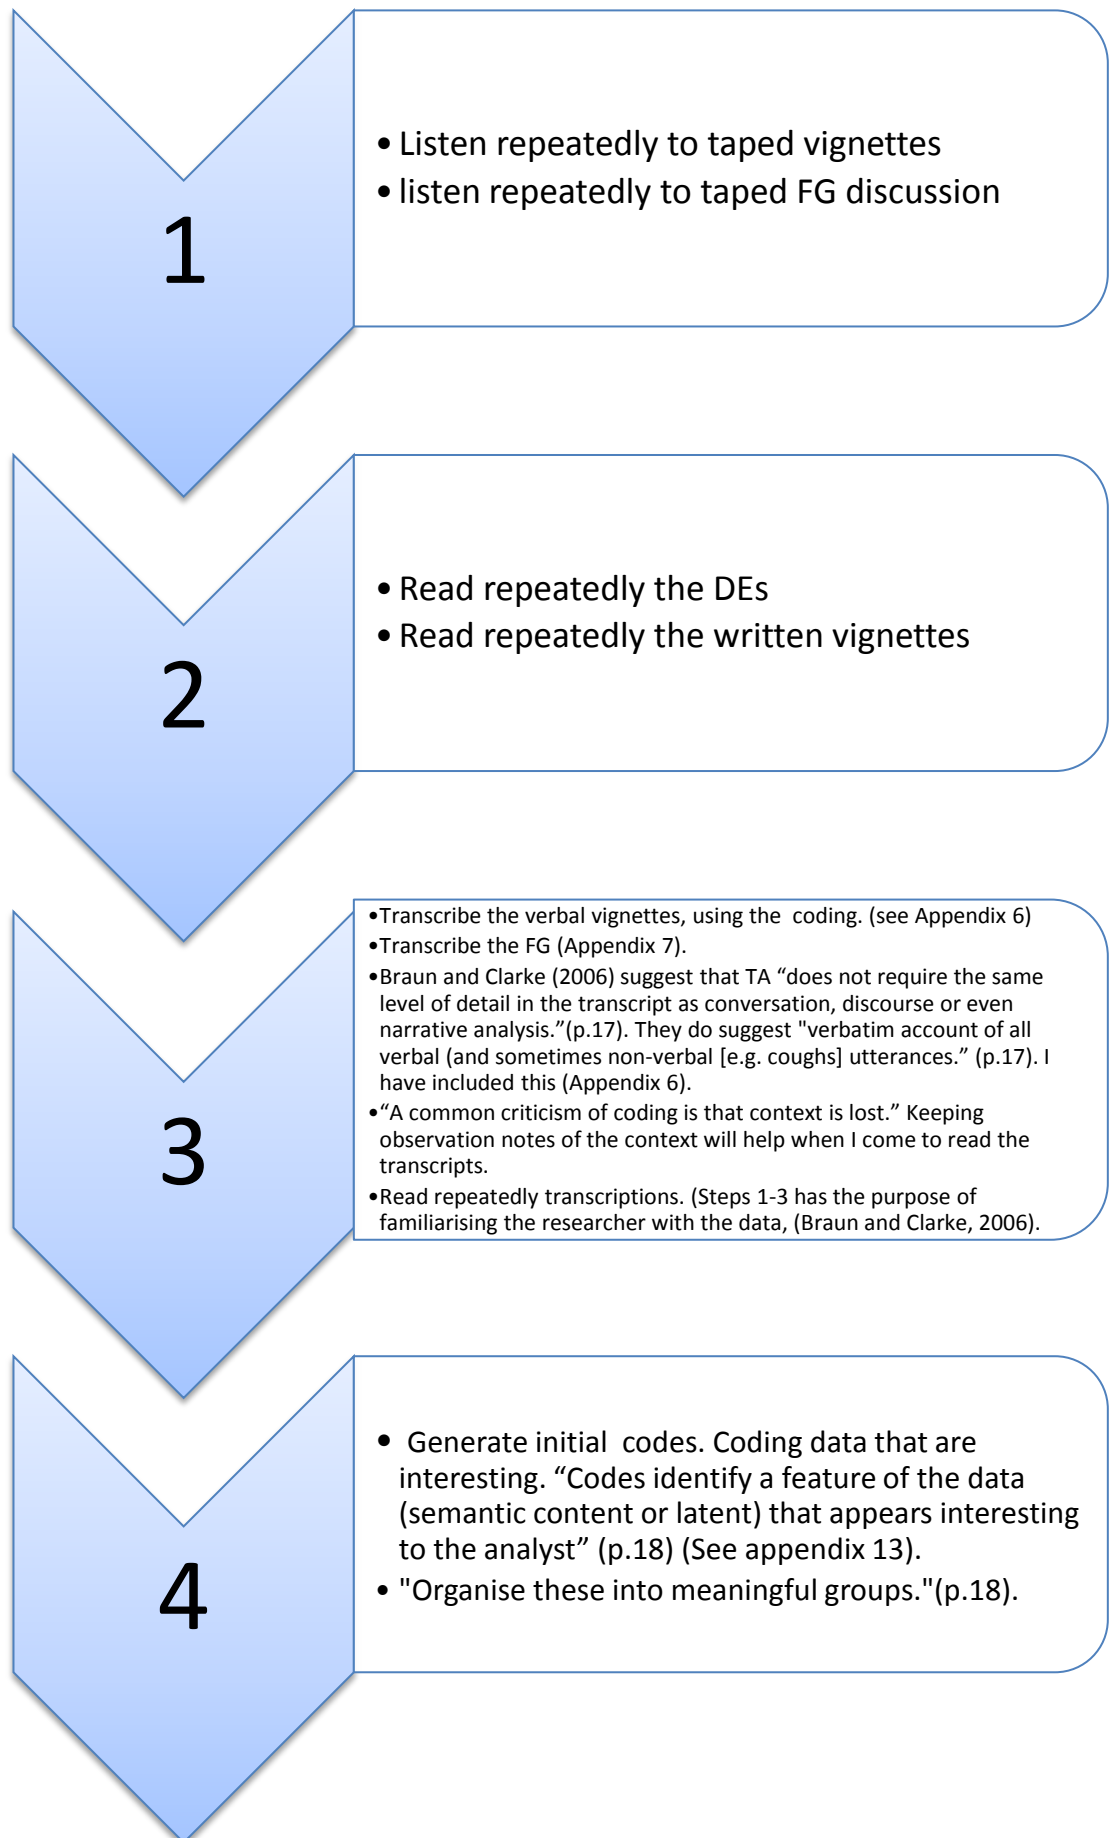 1
• Listen repeatedly to taped vignettes
• listen repeatedly to taped FG discussion
2
• Read repeatedly the DEs
• Read repeatedly the written vignettes
3
•Transcribe the verbal vignettes, using the coding. (see Appendix 6)
•Transcribe the FG (Appendix 7).
•Braun and Clarke (2006) suggest that TA “does not require the same
level of detail in the transcript as conversation, discourse or even
narrative analysis.”(p.17). They do suggest "verbatim account of all
verbal (and sometimes non-verbal [e.g. coughs] utterances.” (p.17). I
have included this (Appendix 6).
•“A common criticism of coding is that context is lost.” Keeping
observation notes of the context will help when I come to read the
transcripts.
•Read repeatedly transcriptions. (Steps 1-3 has the purpose of
familiarising the researcher with the data, (Braun and Clarke, 2006).
4
• Generate initial codes. Coding data that are
interesting. “Codes identify a feature of the data
(semantic content or latent) that appears interesting
to the analyst” (p.18) (See appendix 13).
• "Organise these into meaningful groups."(p.18).